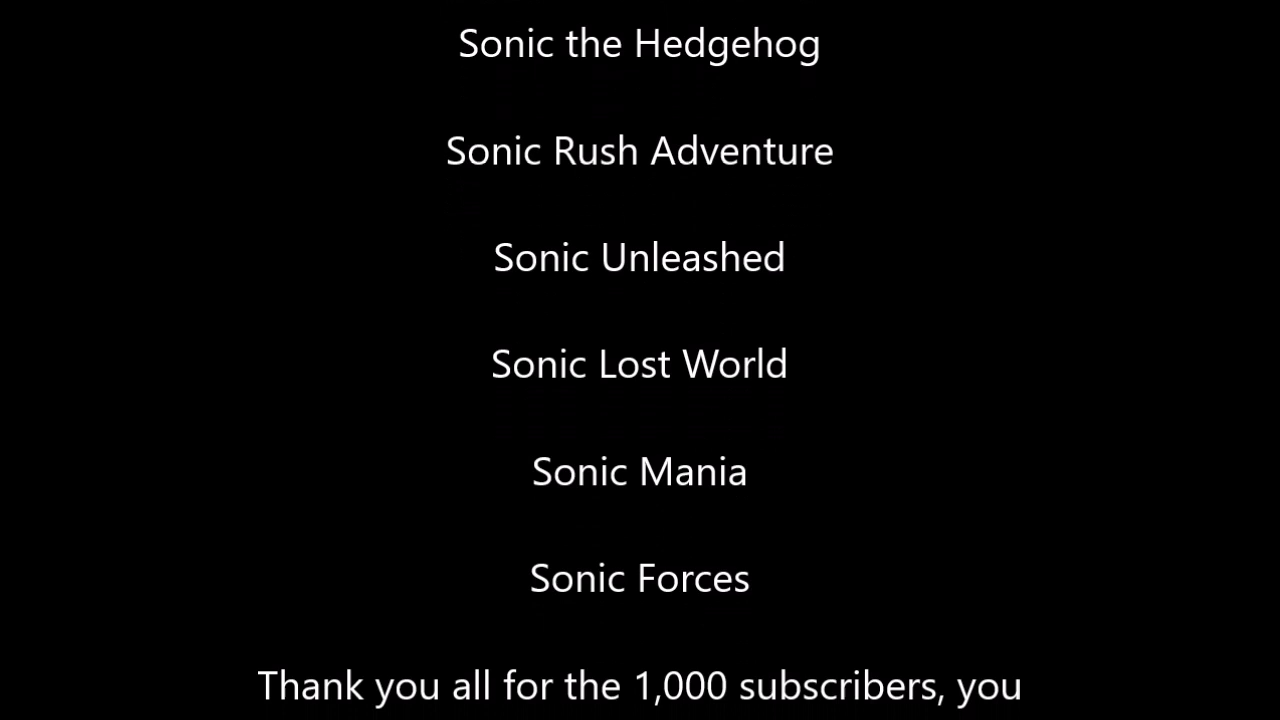 Sonic the Hedgehog
Sonic Rush Adventure
Sonic Unleashed
Sonic Lost World
Sonic Mania
Sonic Forces
Thank you all for the 1,000 subscribers, you